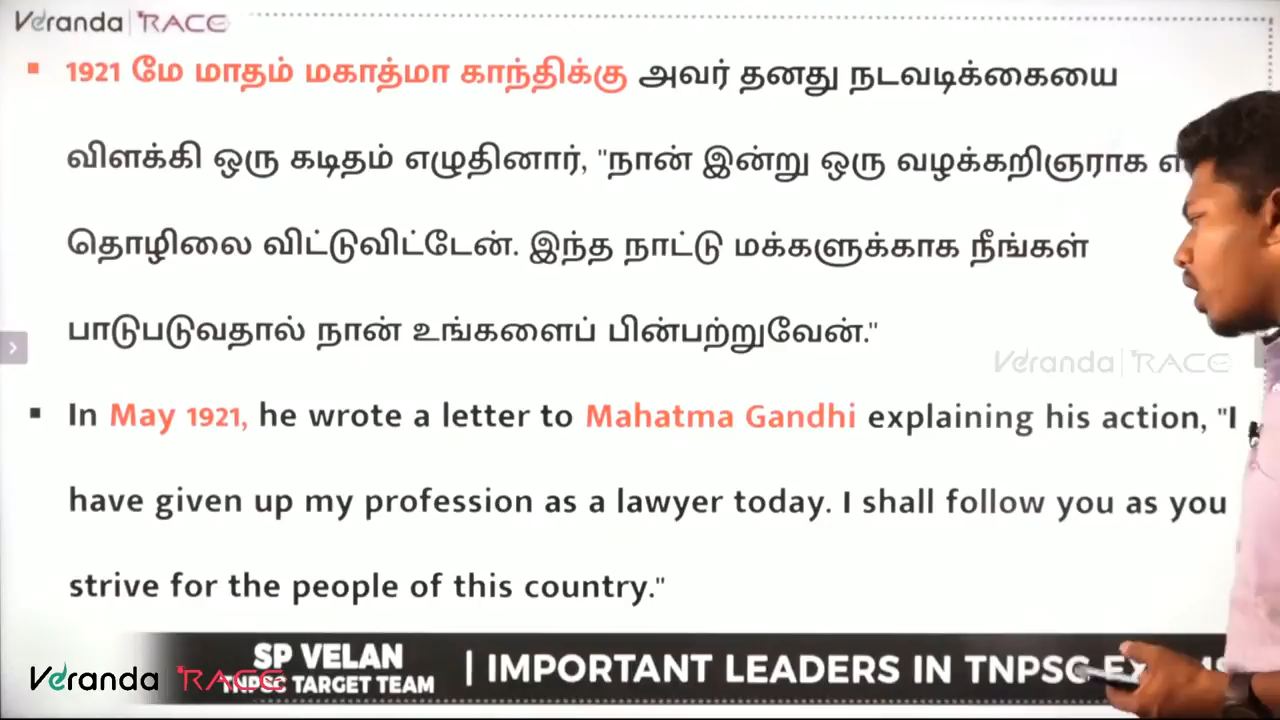 Veranda RACE
1921 மே மாதம் மகாத்மா காந்திக்கு அவர் தனது நடவடிக்கையை
விளக்கி ஒரு கடிதம் எழுதினார், "நான் இன்று ஒரு வழக்கறிஞராக
தொழிலை விட்டுவிட்டேன். இந்த நாட்டு மக்களுக்காக நீங்கள்
பாடுபடுவதால் நான் உங்களைப் பின்பற்றுவேன்."
Veranda RACE
In May 1921, he wrote a letter to Mahatma Gandhi explaining his action, "I
have given up my profession as a lawyer today. I shall follow you as you
strive for the people of this country."
SP VELAN
TNPSC TARGET TEAM
IMPORTANT LEADERS IN TNPSC
Veranda RACE